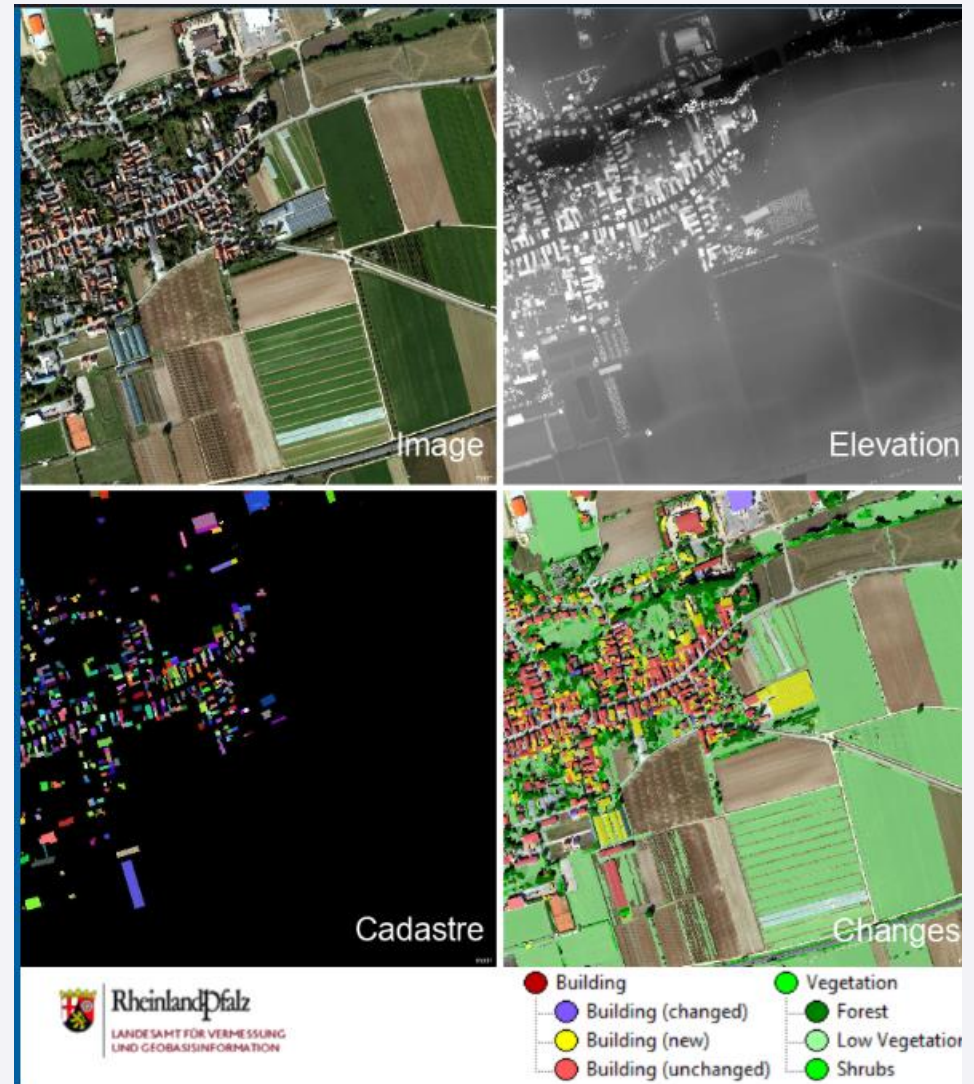 Image
Elevation
Cadastre
Changes
RheinlandPfalz
LANDESAMT FÜR VERMESSUNG
UND GEOBASISINFORMATION
Building
Building (changed)
Building (new)
Building (unchanged)
Vegetation
Forest
Low Vegetation
Shrubs